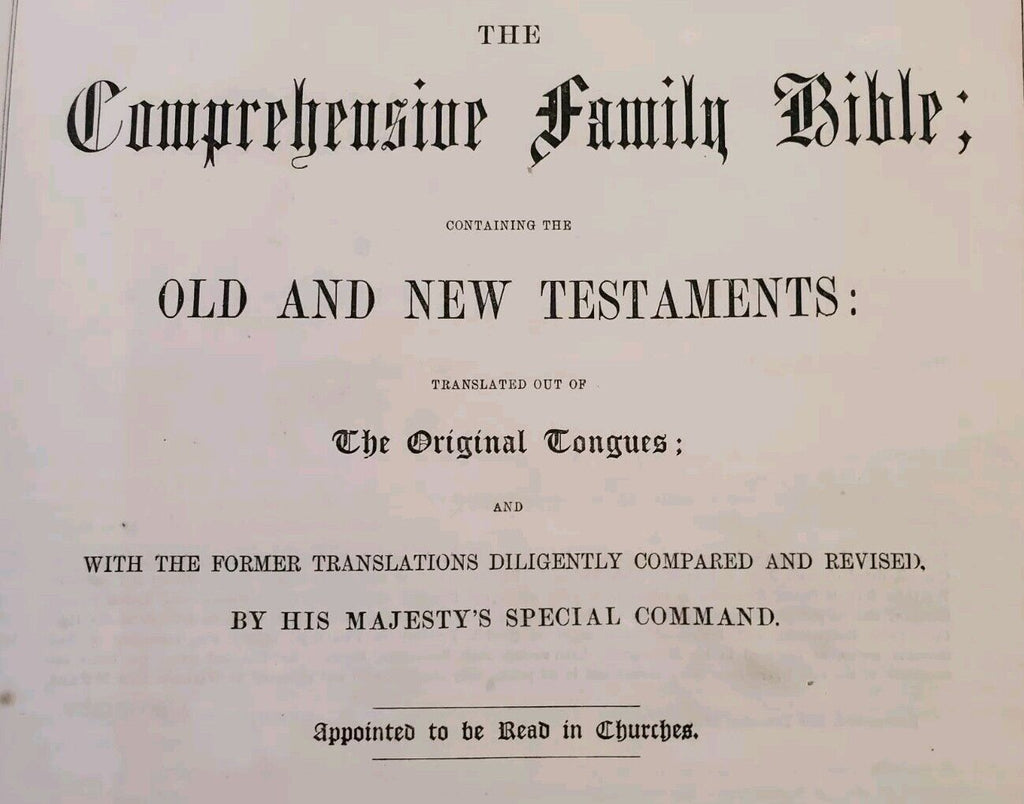 THE
Comprehensive Family Bible;
CONTAINING THE
OLD AND NEW TESTAMENTS:
TRANSLATED OUT OF
The Original Tongues;
AND
WITH THE FORMER TRANSLATIONS DILIGENTLY COMPARED AND REVISED,
BY HIS MAJESTY'S SPECIAL COMMAND.
Appointed to be Read in Churches.